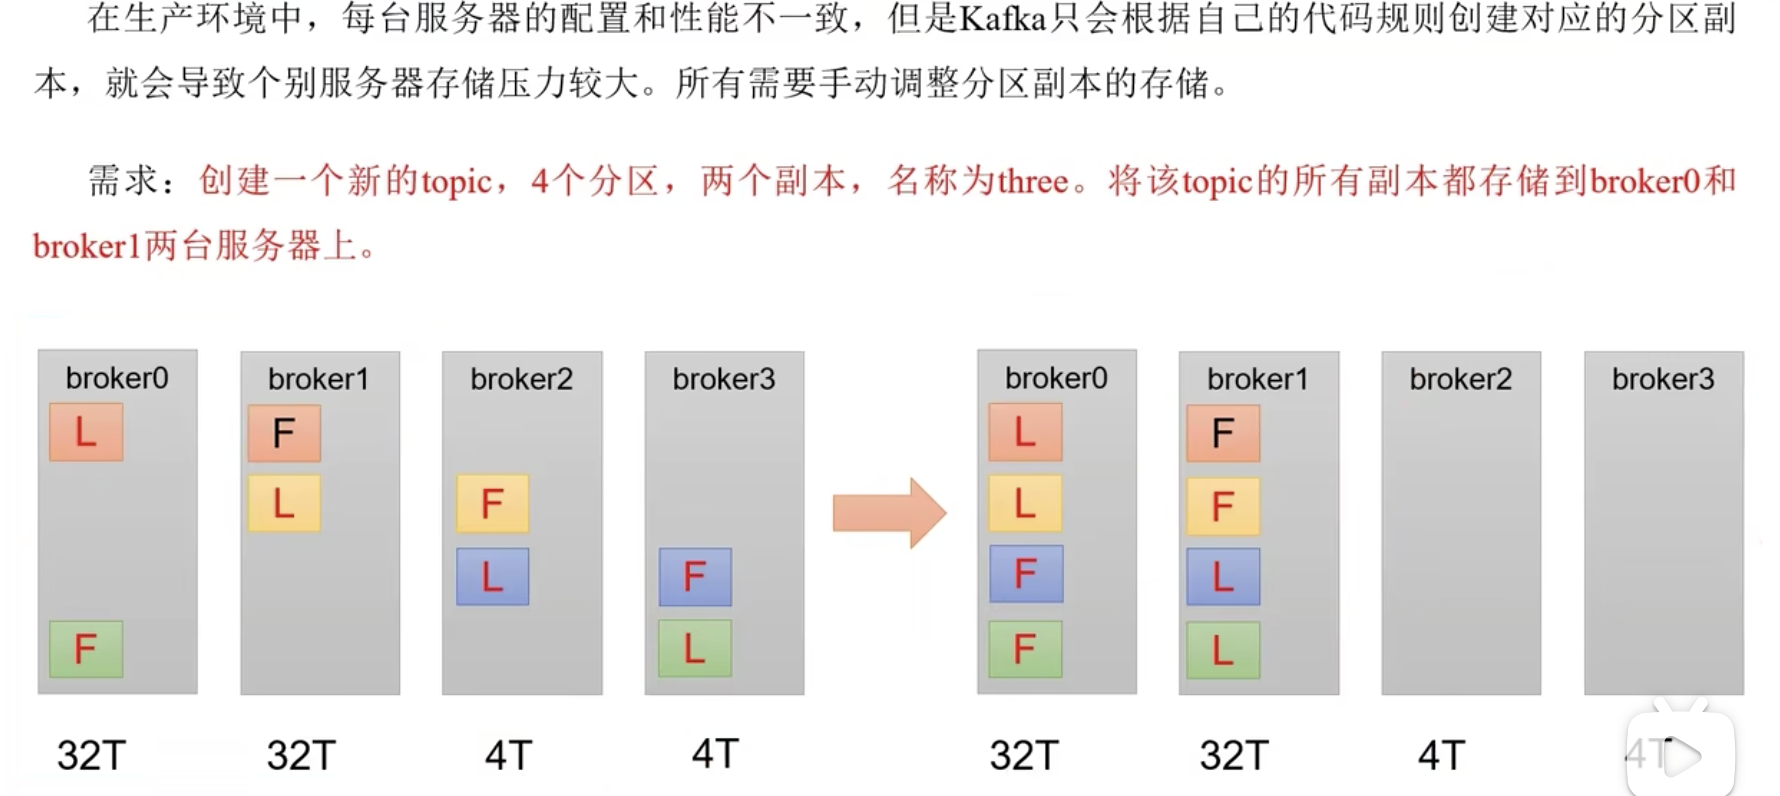 在生产环境中，每台服务器的配置和性能不一致，但是Kafka只会根据自己的代码规则创建对应的分区副
本，就会导致个别服务器存储压力较大。所有需要手动调整分区副本的存储。
需求：创建一个新的topic，4个分区，两个副本，名称为three。将该topic的所有副本都存储到broker0和
broker1两台服务器上。
broker0 broker1 broker2 broker3 broker0 broker1 broker2 broker3
L F L F
L F L F
L F F L
F L F L
32T 32T 4T 4T 32T 32T 4T 4T